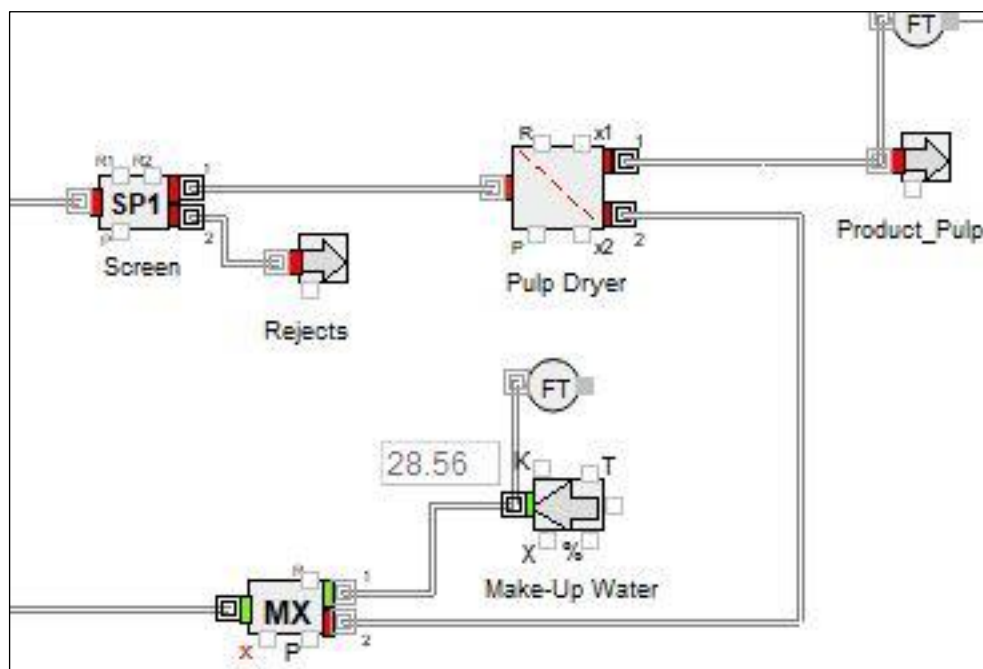 FT
R x1
1
R1 R2
1
SP1
2
P
Screen
2
P x2
Product_Pulp
Pulp Dryer
Rejects
FT
28.56
K T
X %
R
1
Make-Up Water
MX
2
x P